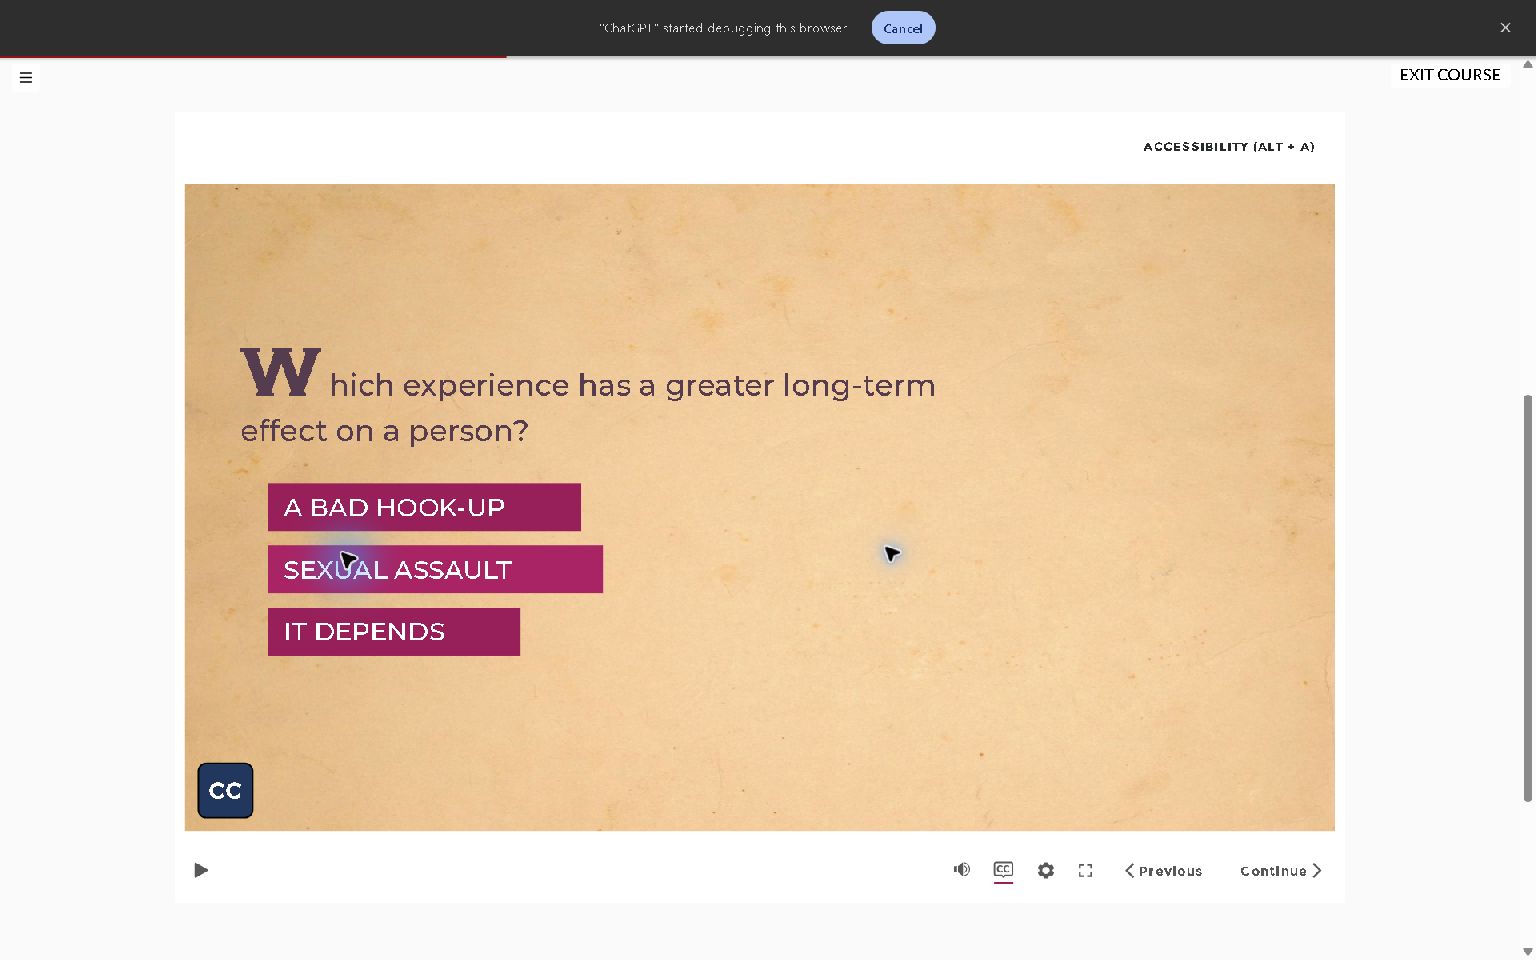 "ChatGPT" started debugging this browser
Cancel
EXIT COURSE
ACCESSIBILITY (ALT + A)
Which experience has a greater long-term
effect on a person?
A BAD HOOK-UP
SEXUAL ASSAULT
IT DEPENDS
CC
CC
Previous
Continue